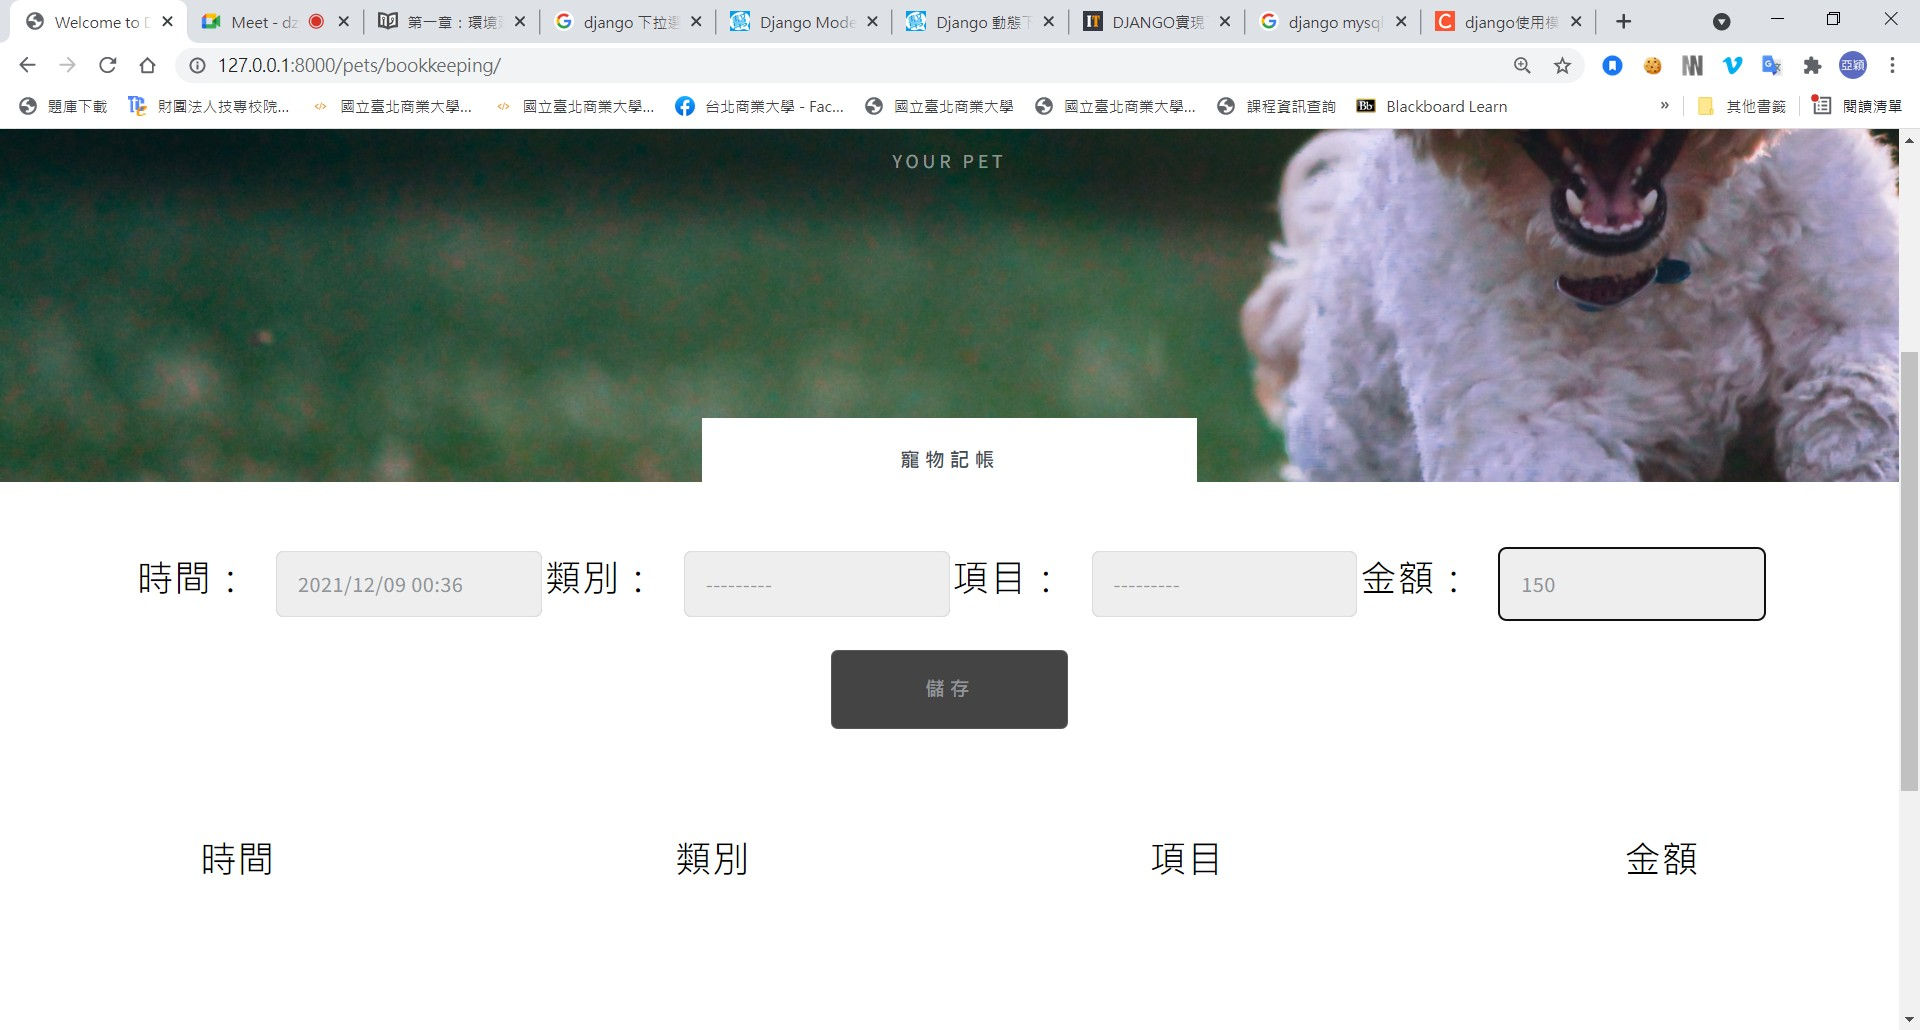 Welcome to D
Meet - dz
第一章：環境
django 下拉選
Django Mode
Django 動態下
DJANGO實現
django mysq
django使用模
127.0.0.1:8000/pets/bookkeeping/
亞穎
題庫下載
財團法人技專校院...
國立臺北商業大學...
國立臺北商業大學...
台北商業大學 - Fac...
國立臺北商業大學
國立臺北商業大學...
課程資訊查詢
Bb
Blackboard Learn
»
其他書籤
閱讀清單
YOUR PET
寵物記帳
時間： 2021/12/09 00:36 類別： --------- 項目： --------- 金額： 150
儲存
時間 類別 項目 金額